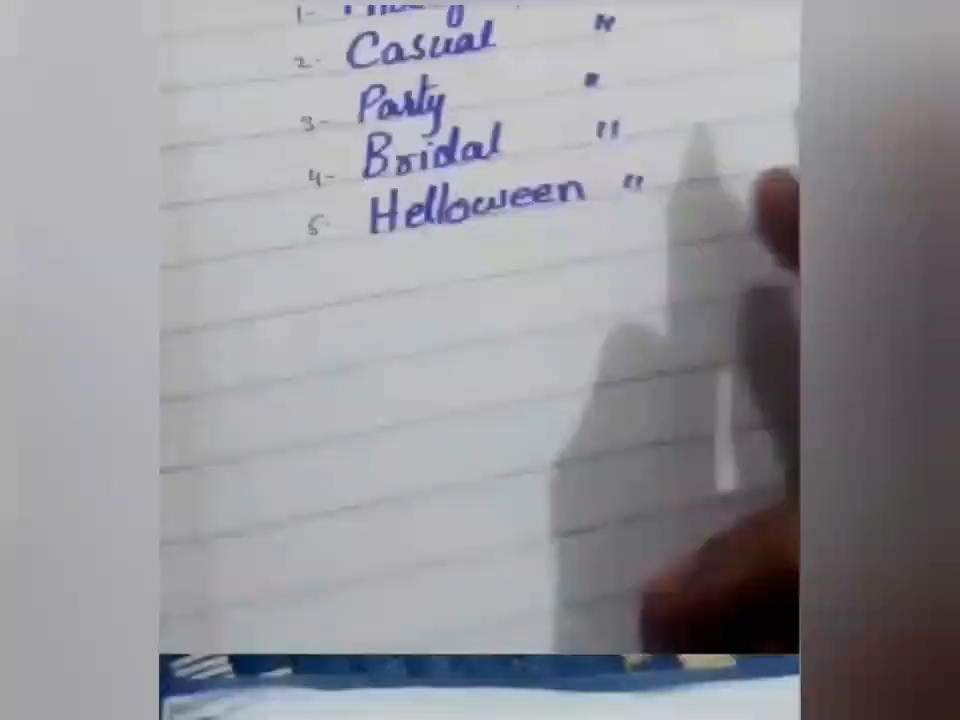 2. Casual "
3- Party "
4- Bridal "
5. Helloween "